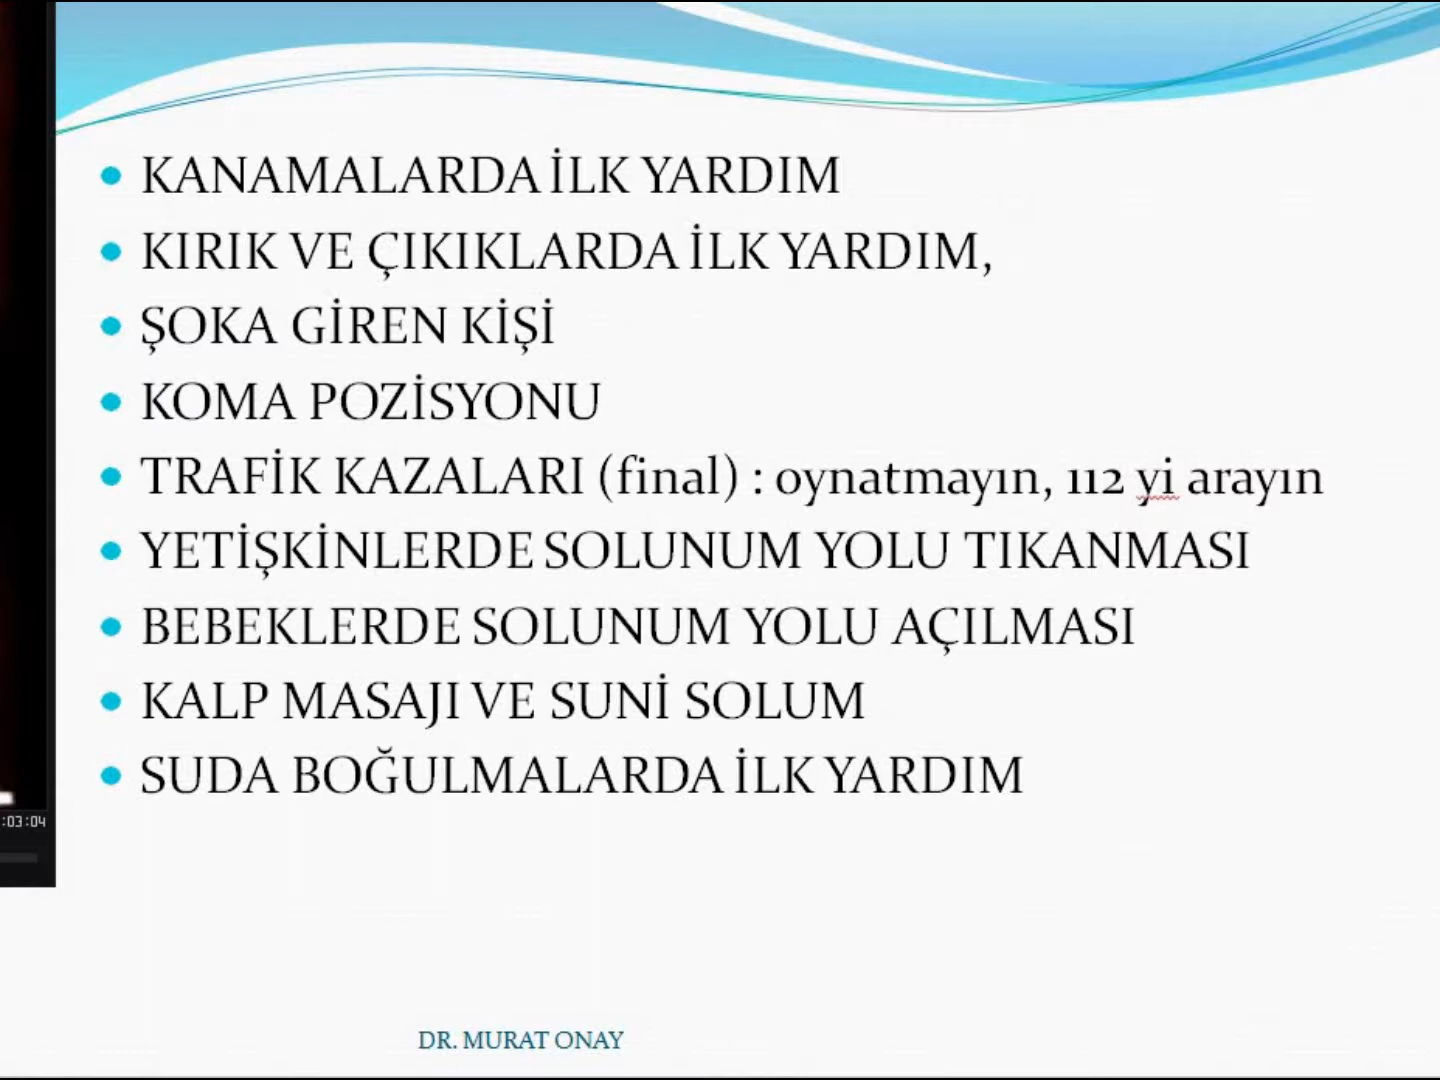 KANAMALARDA İLK YARDIM
KIRIK VE ÇIKIKLARDA İLK YARDIM,
ŞOKA GİREN KİŞİ
KOMA POZİSYONU
TRAFİK KAZALARI (final) : oynatmayın, 112 yi arayın
YETİŞKİNLERDE SOLUNUM YOLU TIKANMASI
BEBEKLERDE SOLUNUM YOLU AÇILMASI
KALP MASAJI VE SUNİ SOLUM
SUDA BOĞULMALARDA İLK YARDIM
:03:04
DR. MURAT ONAY